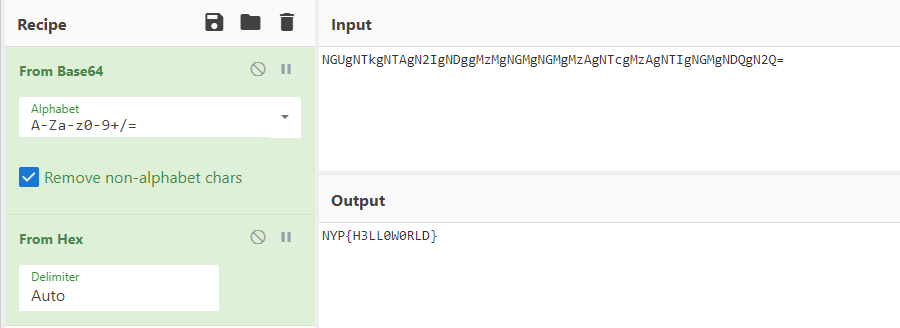 Recipe
From Base64
Alphabet
A-Za-z0-9+/=
Remove non-alphabet chars
From Hex
Delimiter
Auto
Input
NGUgNTkgNTAgN2IgNDggMzMgNGMgNGMgMzAgNTcgMzAgNTIgNGMgNDQgN2Q=
Output
NYP{H3LL0W0RLD}